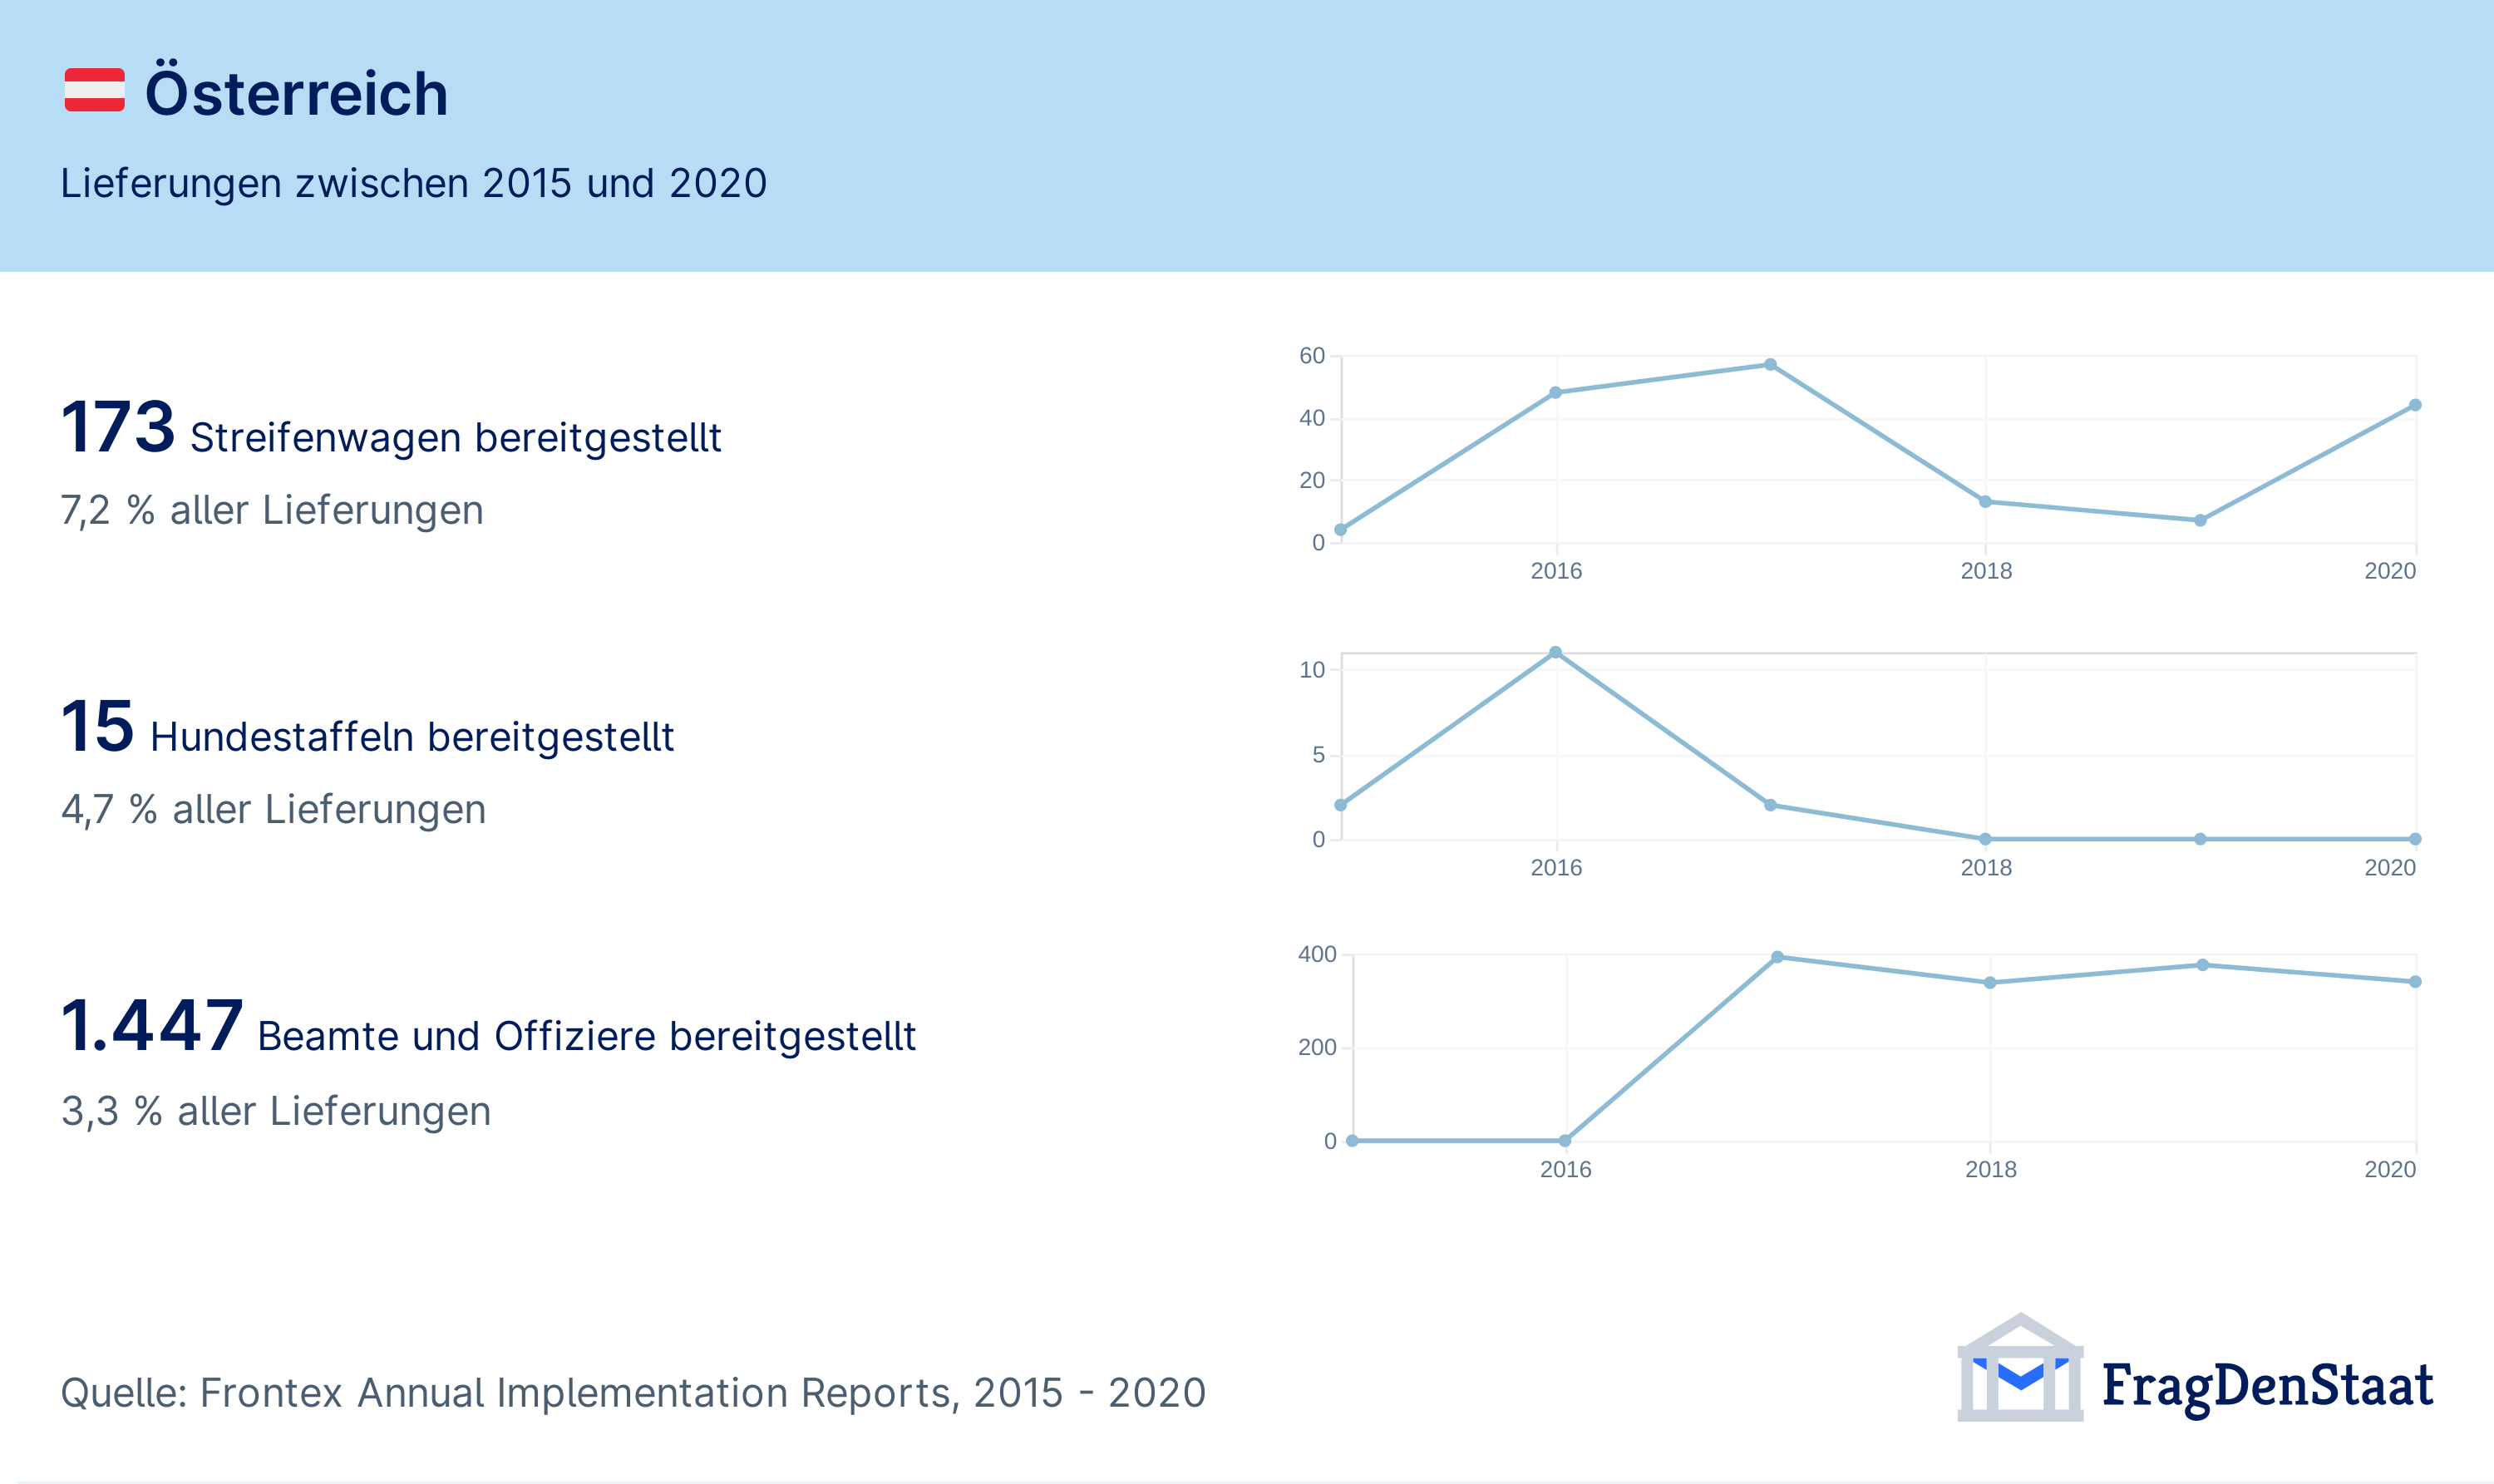 Österreich
Lieferungen zwischen 2015 und 2020
173 Streifenwagen bereitgestellt
7,2 % aller Lieferungen
60
40
20
0
2016 2018 2020
15 Hundestaffeln bereitgestellt
4,7 % aller Lieferungen
10
5
0
2016 2018 2020
1.447 Beamte und Offiziere bereitgestellt
3,3 % aller Lieferungen
400
200
0
2016 2018 2020
Quelle: Frontex Annual Implementation Reports, 2015 - 2020
FragDenStaat